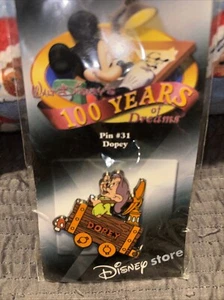 Walt Disney's
100 YEARS
of
Dreams
Pin #31
Dopey
DOPEY
Disney store